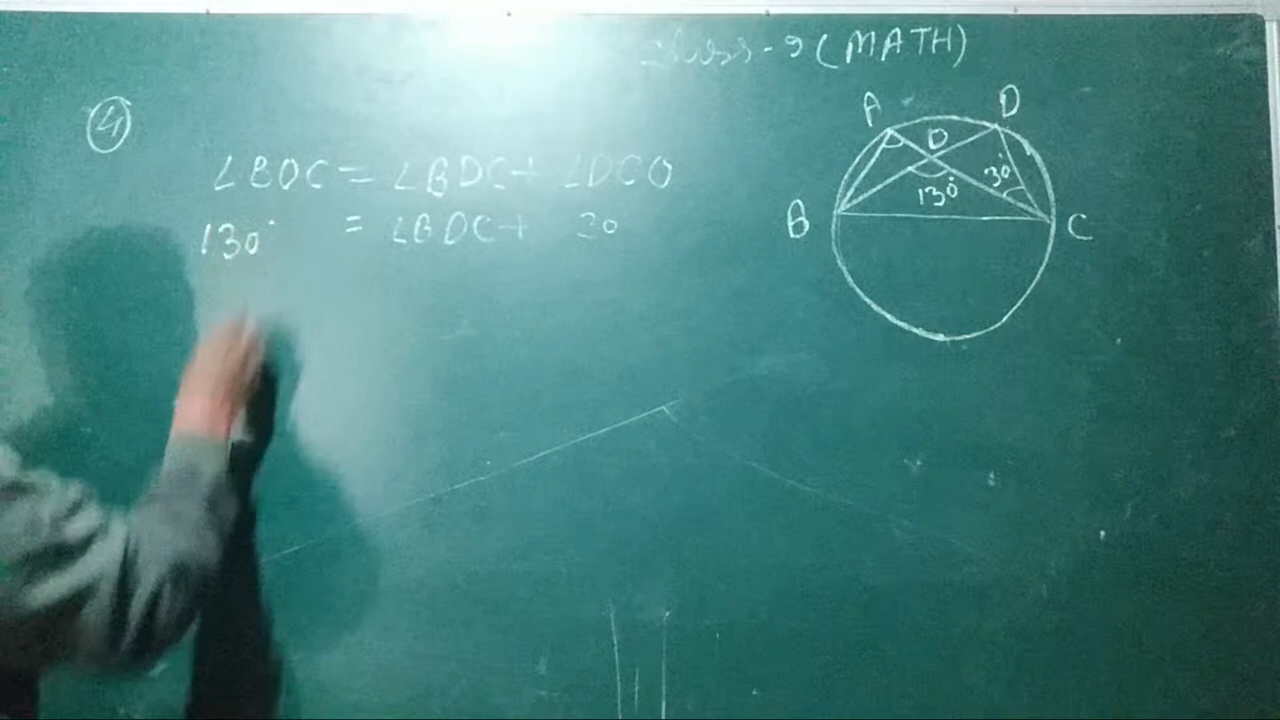 class-9 (MATH)
4
∠BOC = ∠BDC + ∠DCO
130° = ∠BDC + 30
A
D
O
130°
30°
B
C